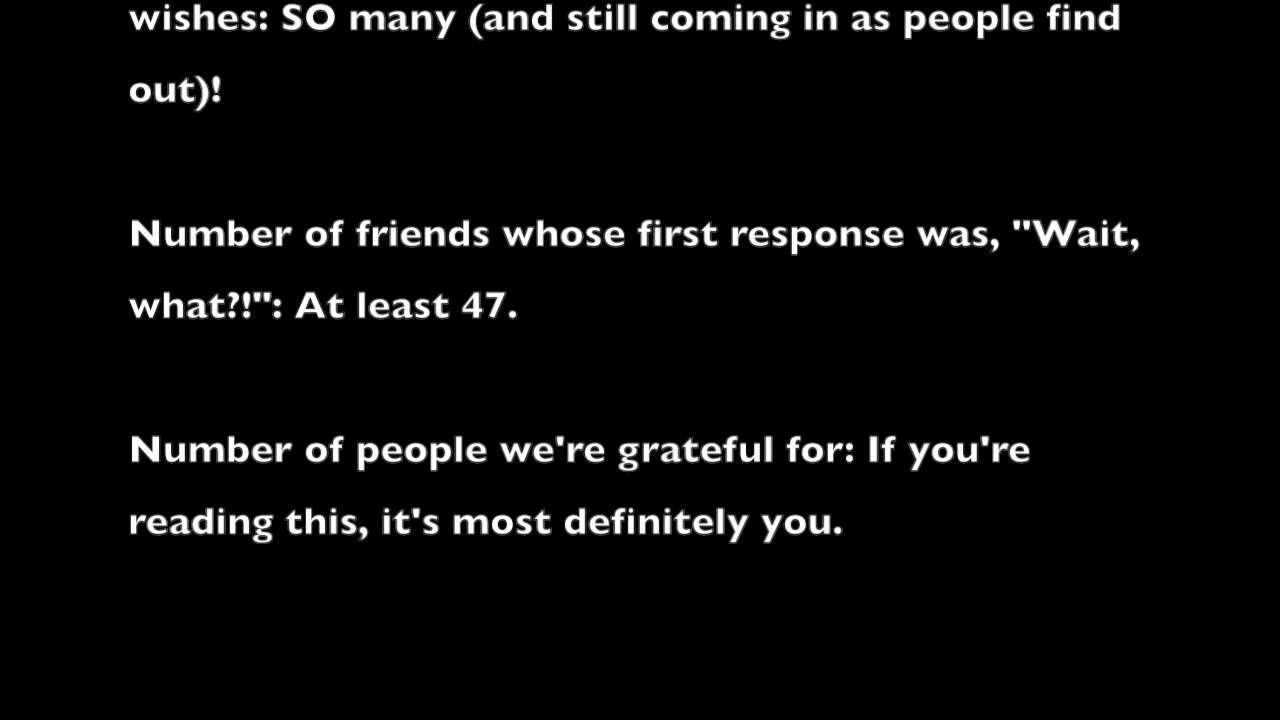 wishes: SO many (and still coming in as people find
out)!
Number of friends whose first response was, "Wait,
what?!": At least 47.
Number of people we're grateful for: If you're
reading this, it's most definitely you.